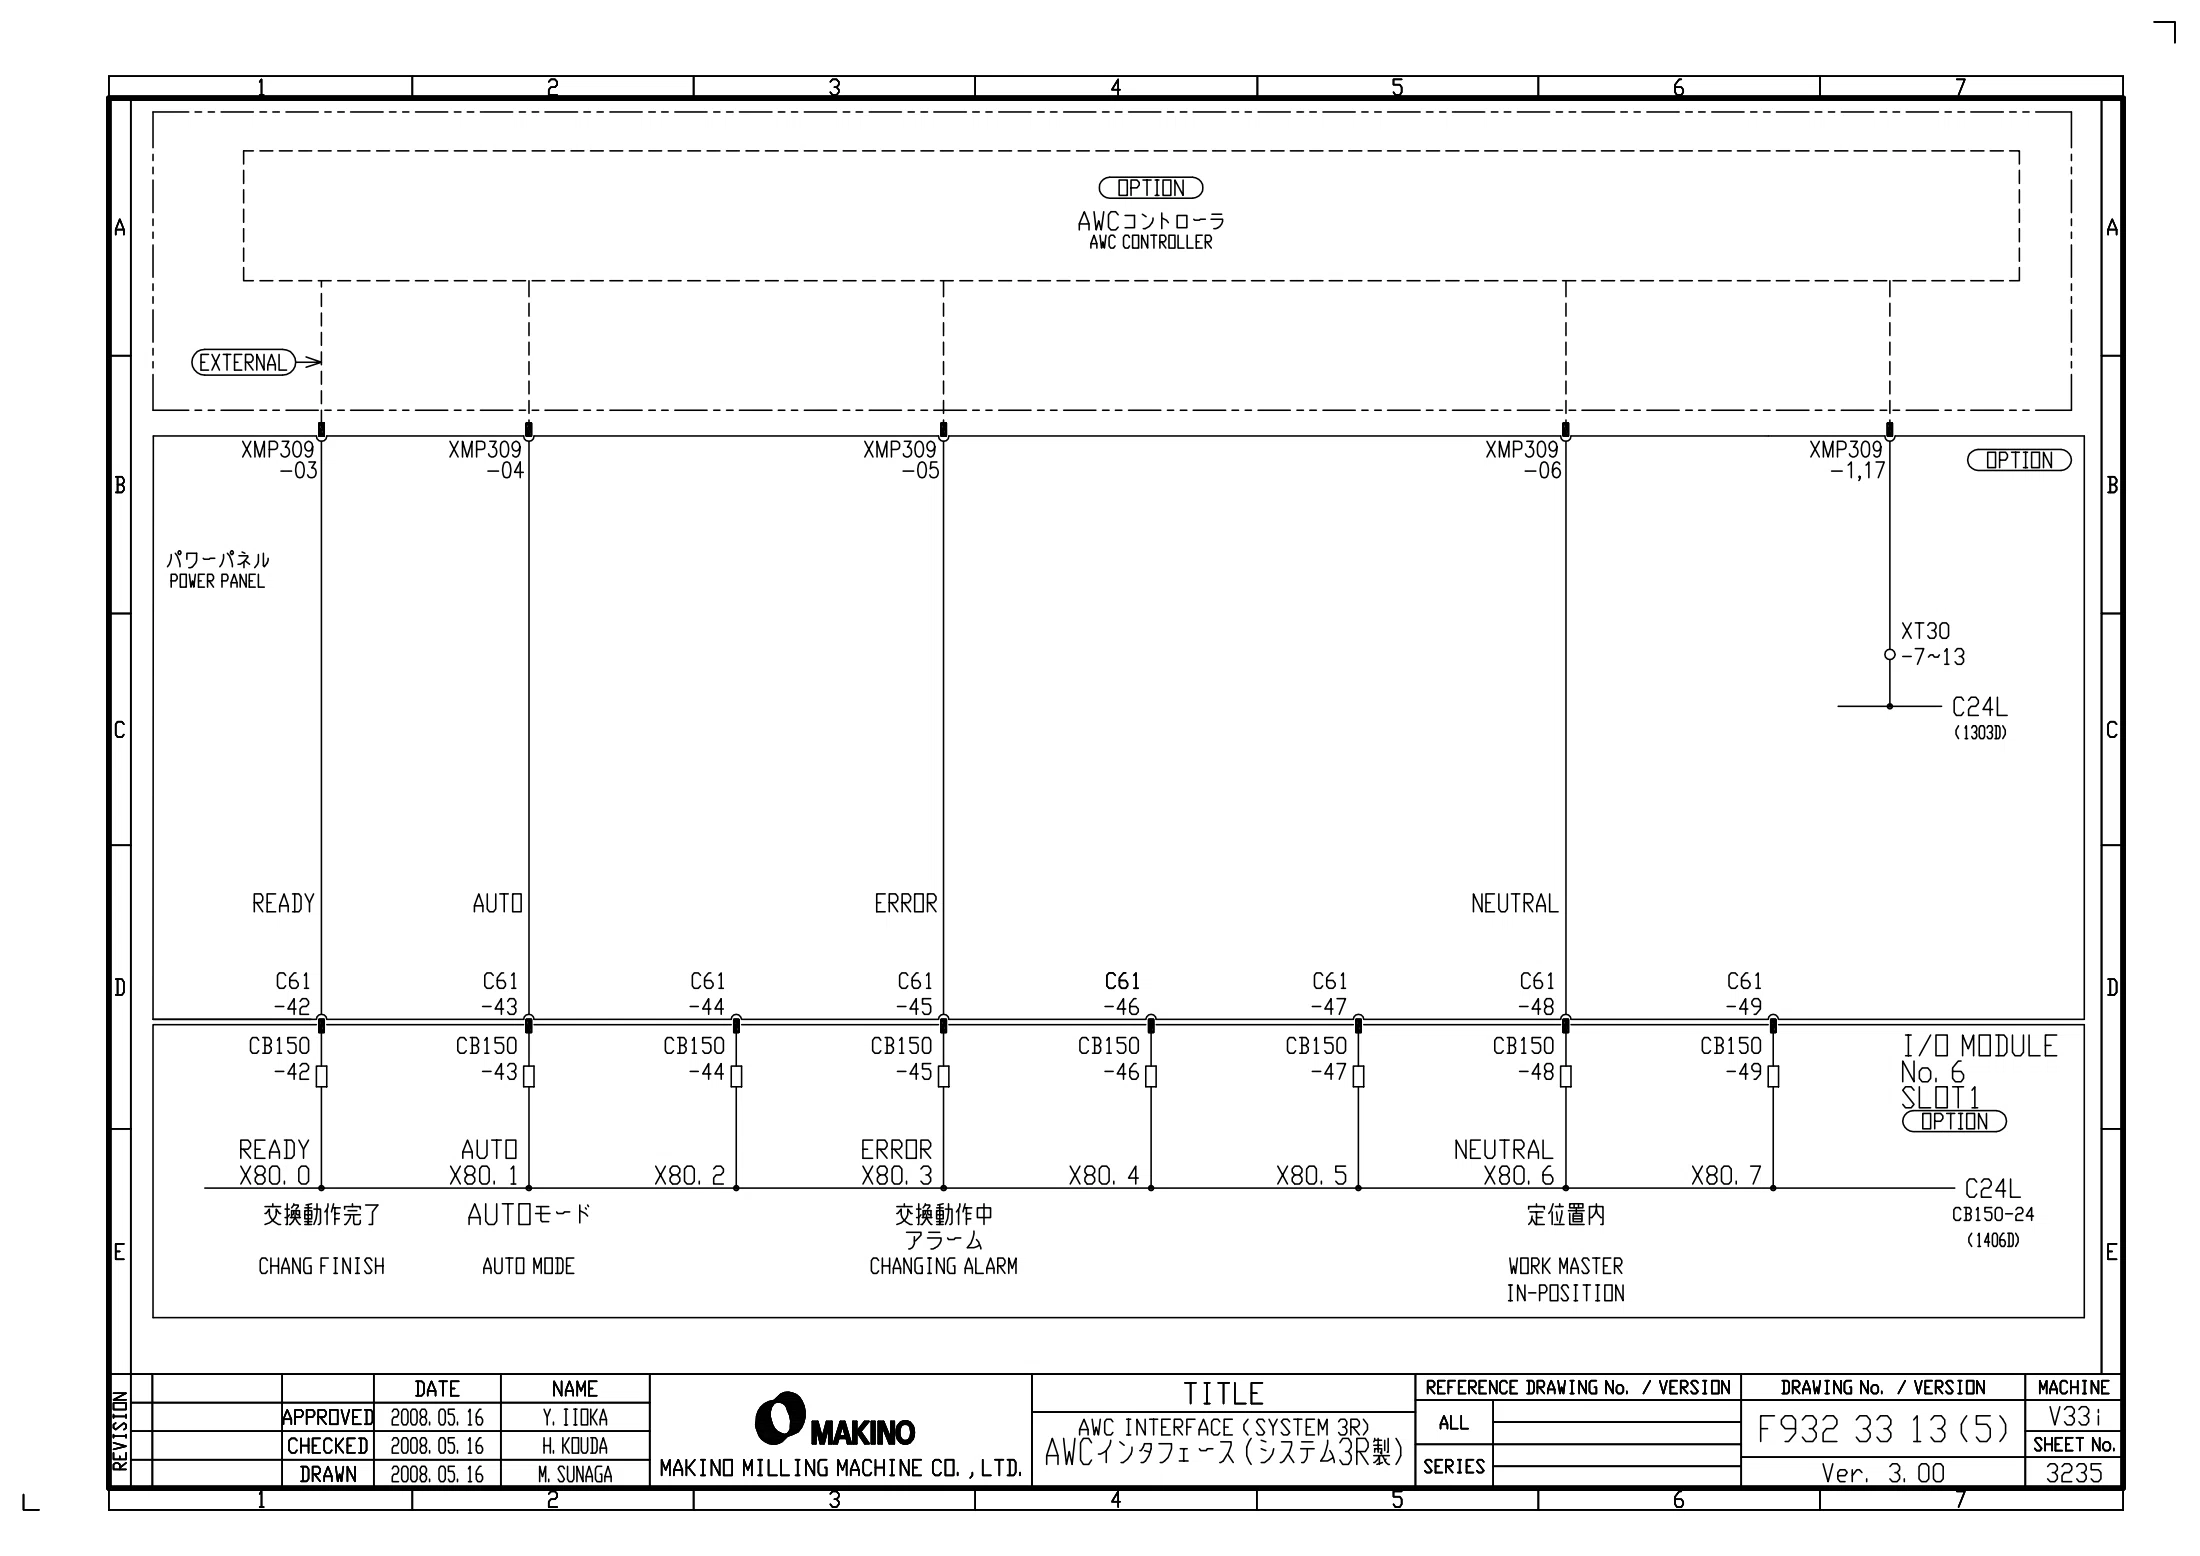 1 2 3 4 5 6 7
A A
OPTION
AWCコントローラ
AWC CONTROLLER
EXTERNAL
XMP309 XMP309 XMP309 XMP309 XMP309
-03 -04 -05 -06 -1,17
OPTION
B B
パワーパネル
POWER PANEL
XT30
-7~13
C24L
(1303D)
C C
READY AUTO ERROR NEUTRAL
C61 C61 C61 C61 C61 C61 C61 C61
-42 -43 -44 -45 -46 -47 -48 -49
D D
CB150 CB150 CB150 CB150 CB150 CB150 CB150 CB150
-42 -43 -44 -45 -46 -47 -48 -49
I/O MODULE
No. 6
SLOT1
OPTION
READY AUTO ERROR NEUTRAL
X80. 0 X80. 1 X80. 2 X80. 3 X80. 4 X80. 5 X80. 6 X80. 7
C24L
CB150-24
(1406D)
交換動作完了 AUTOモード 交換動作中 定位置内
アラーム
E E
CHANG FINISH AUTO MODE CHANGING ALARM WORK MASTER
IN-POSITION
REVISION
DATE NAME
APPROVED 2008. 05. 16 Y. IIOKA
CHECKED 2008. 05. 16 H. KOUDA
DRAWN 2008. 05. 16 M. SUNAGA
MAKINO
MAKINO MILLING MACHINE CO. , LTD.
TITLE
AWC INTERFACE (SYSTEM 3R)
AWCインタフェース (システム3R製)
REFERENCE DRAWING No. / VERSION
ALL
SERIES
DRAWING No. / VERSION
F932 33 13 (5)
Ver. 3. 00
MACHINE
V33i
SHEET No.
3235
1 2 3 4 5 6 7